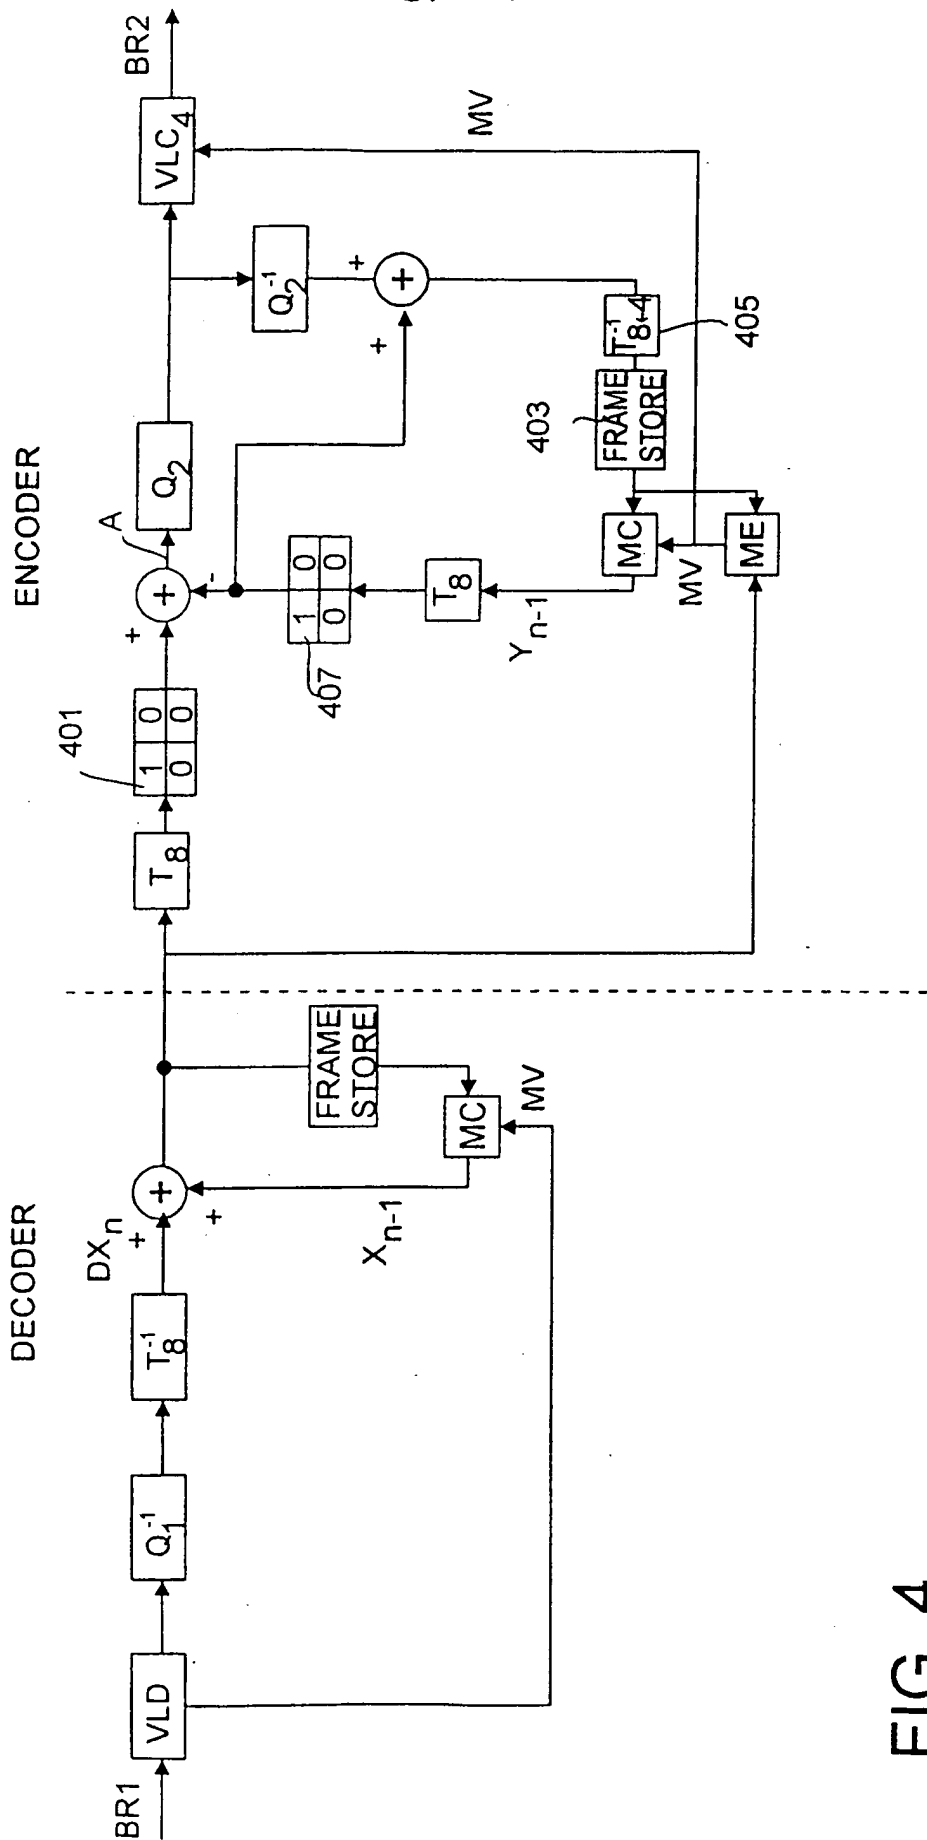 DECODER
ENCODER
BR1
VLD
Q₁⁻¹
T₈⁻¹
DXₙ
+
+
+
Xₙ₋₁
MC
MV
FRAME
STORE
T₈
401
1 0
0 0
+
+
-
A
Q₂
VLC₄
BR2
MV
Q₂⁻¹
+
+
+
407
1 0
0 0
T₈
Yₙ₋₁
MC
MV
ME
403
FRAME
STORE
T₈₋₄⁻¹
405
FIG 4